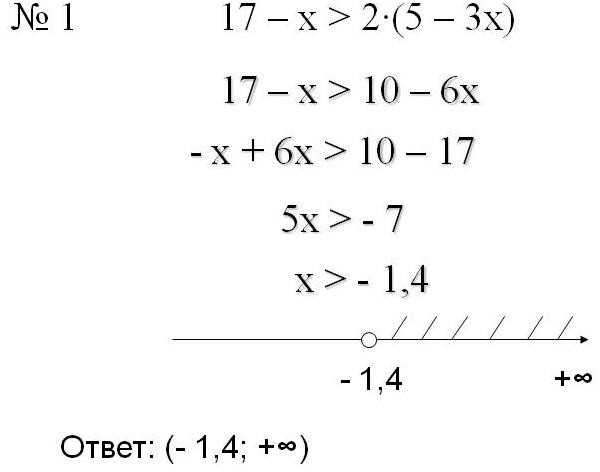 № 1 17 – x > 2·(5 – 3x)
17 – x > 10 – 6x
- x + 6x > 10 – 17
5x > - 7
x > - 1,4
- 1,4 +∞
Ответ: (- 1,4; +∞)